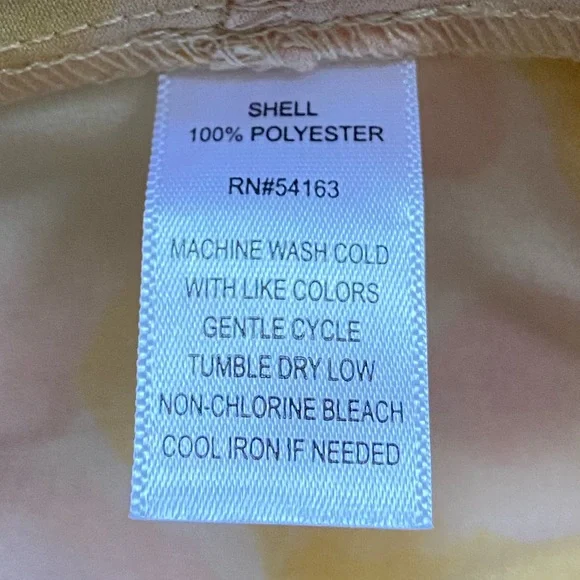 SHELL
100% POLYESTER
RN#54163
MACHINE WASH COLD
WITH LIKE COLORS
GENTLE CYCLE
TUMBLE DRY LOW
NON-CHLORINE BLEACH
COOL IRON IF NEEDED